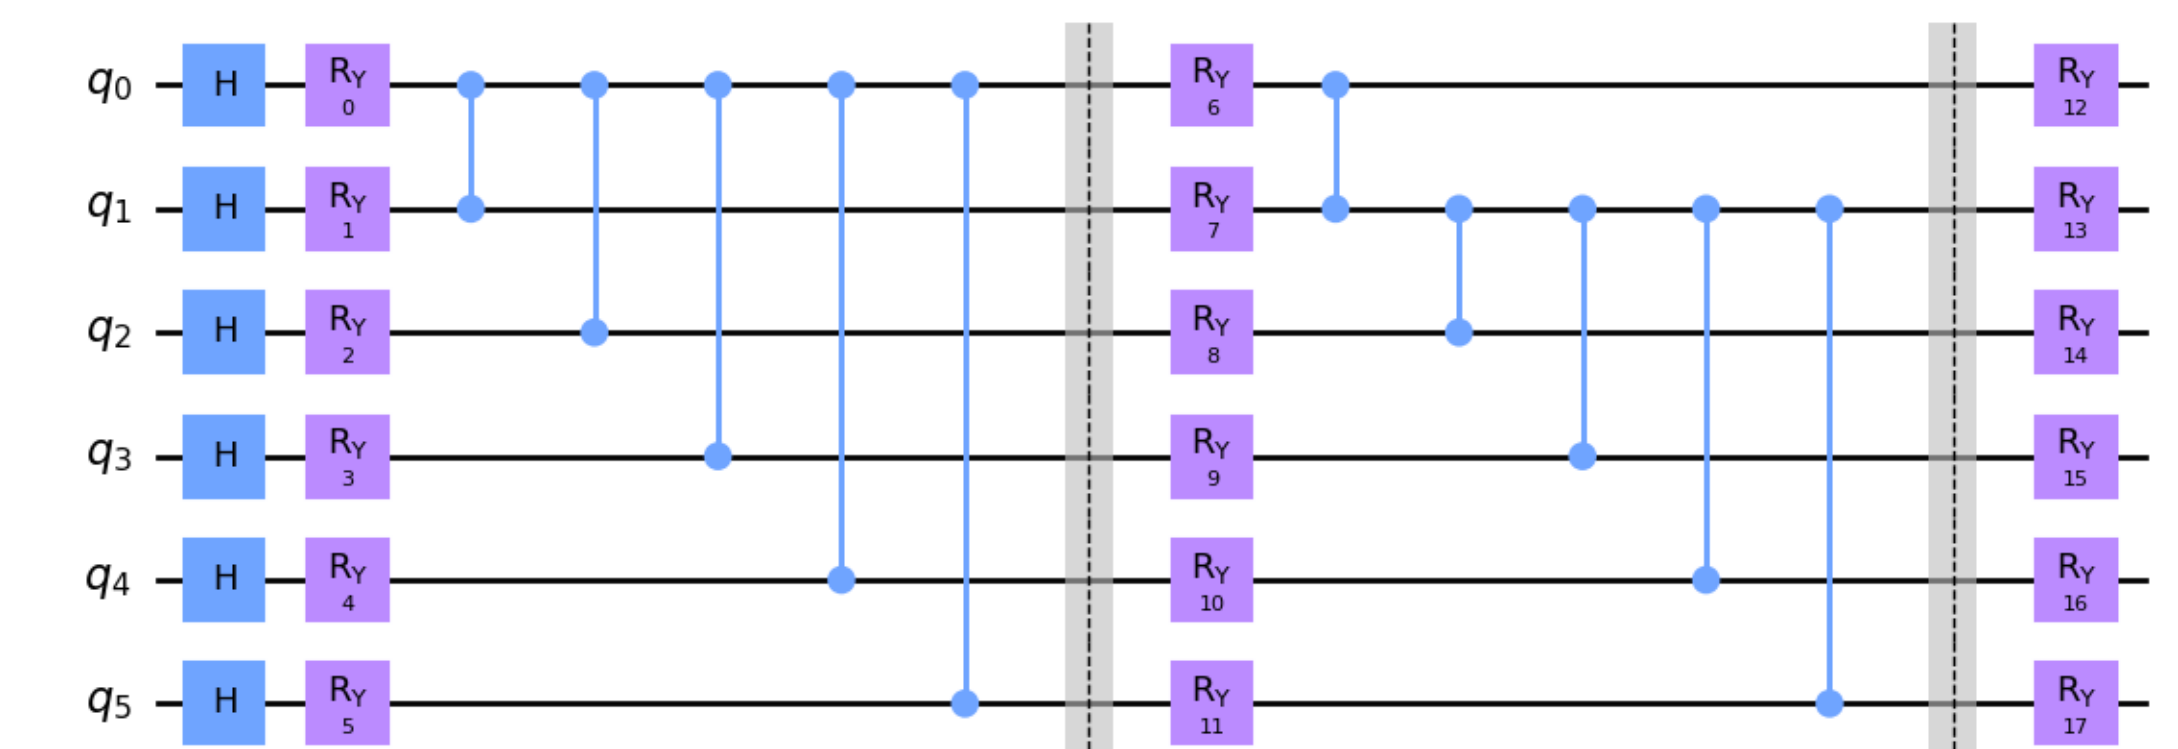 q0 H RY 0 RY 6 RY 12
q1 H RY 1 RY 7 RY 13
q2 H RY 2 RY 8 RY 14
q3 H RY 3 RY 9 RY 15
q4 H RY 4 RY 10 RY 16
q5 H RY 5 RY 11 RY 17